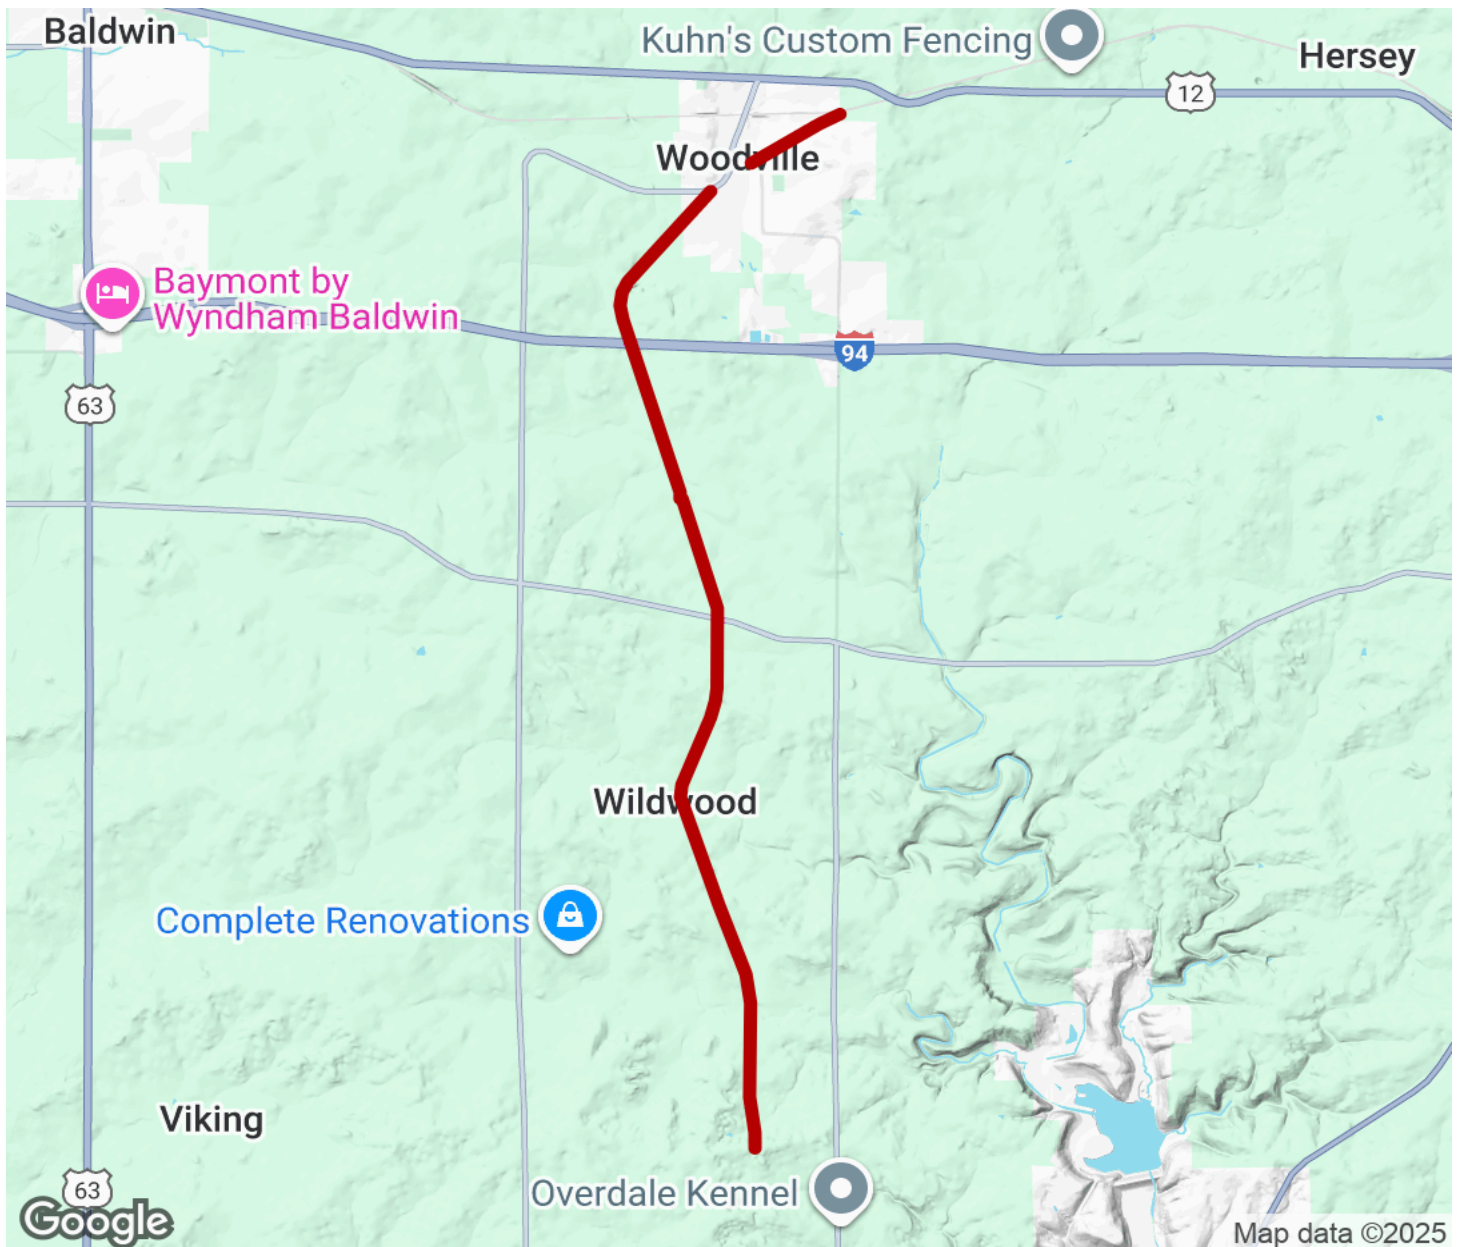 Baldwin
Kuhn's Custom Fencing
Hersey
12
Woodville
Baymont by
Wyndham Baldwin
94
63
Wildwood
Complete Renovations
Viking
63
Overdale Kennel
Google
Map data ©2025